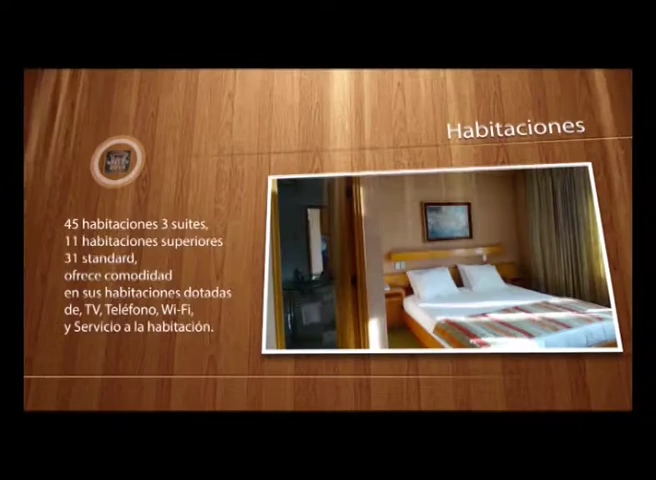 Habitaciones
45 habitaciones 3 suites,
11 habitaciones superiores
31 standard,
ofrece comodidad
en sus habitaciones dotadas
de, TV, Teléfono, Wi-Fi,
y Servicio a la habitación.